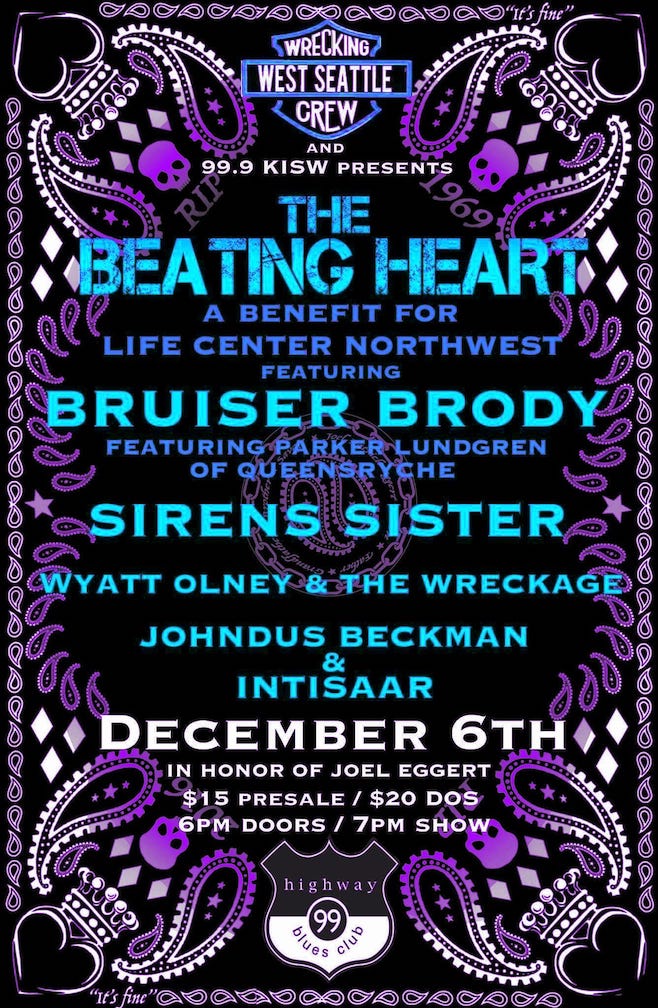 "It's fine"
WRECKING
WEST SEATTLE
CREW
AND
99.9 KISW PRESENTS
RIP
1969
THE
BEATING HEART
A BENEFIT FOR
LIFE CENTER NORTHWEST
FEATURING
BRUISER BRODY
FEATURING PARKER LUNDGREN
OF QUEENSRYCHE
SIRENS SISTER
WYATT OLNEY & THE WRECKAGE
JOHNDUS BECKMAN
&
INTISAAR
DECEMBER 6TH
IN HONOR OF JOEL EGGERT
$15 PRESALE / $20 DOS
6PM DOORS / 7PM SHOW
highway
99
blues club
"It's fine"